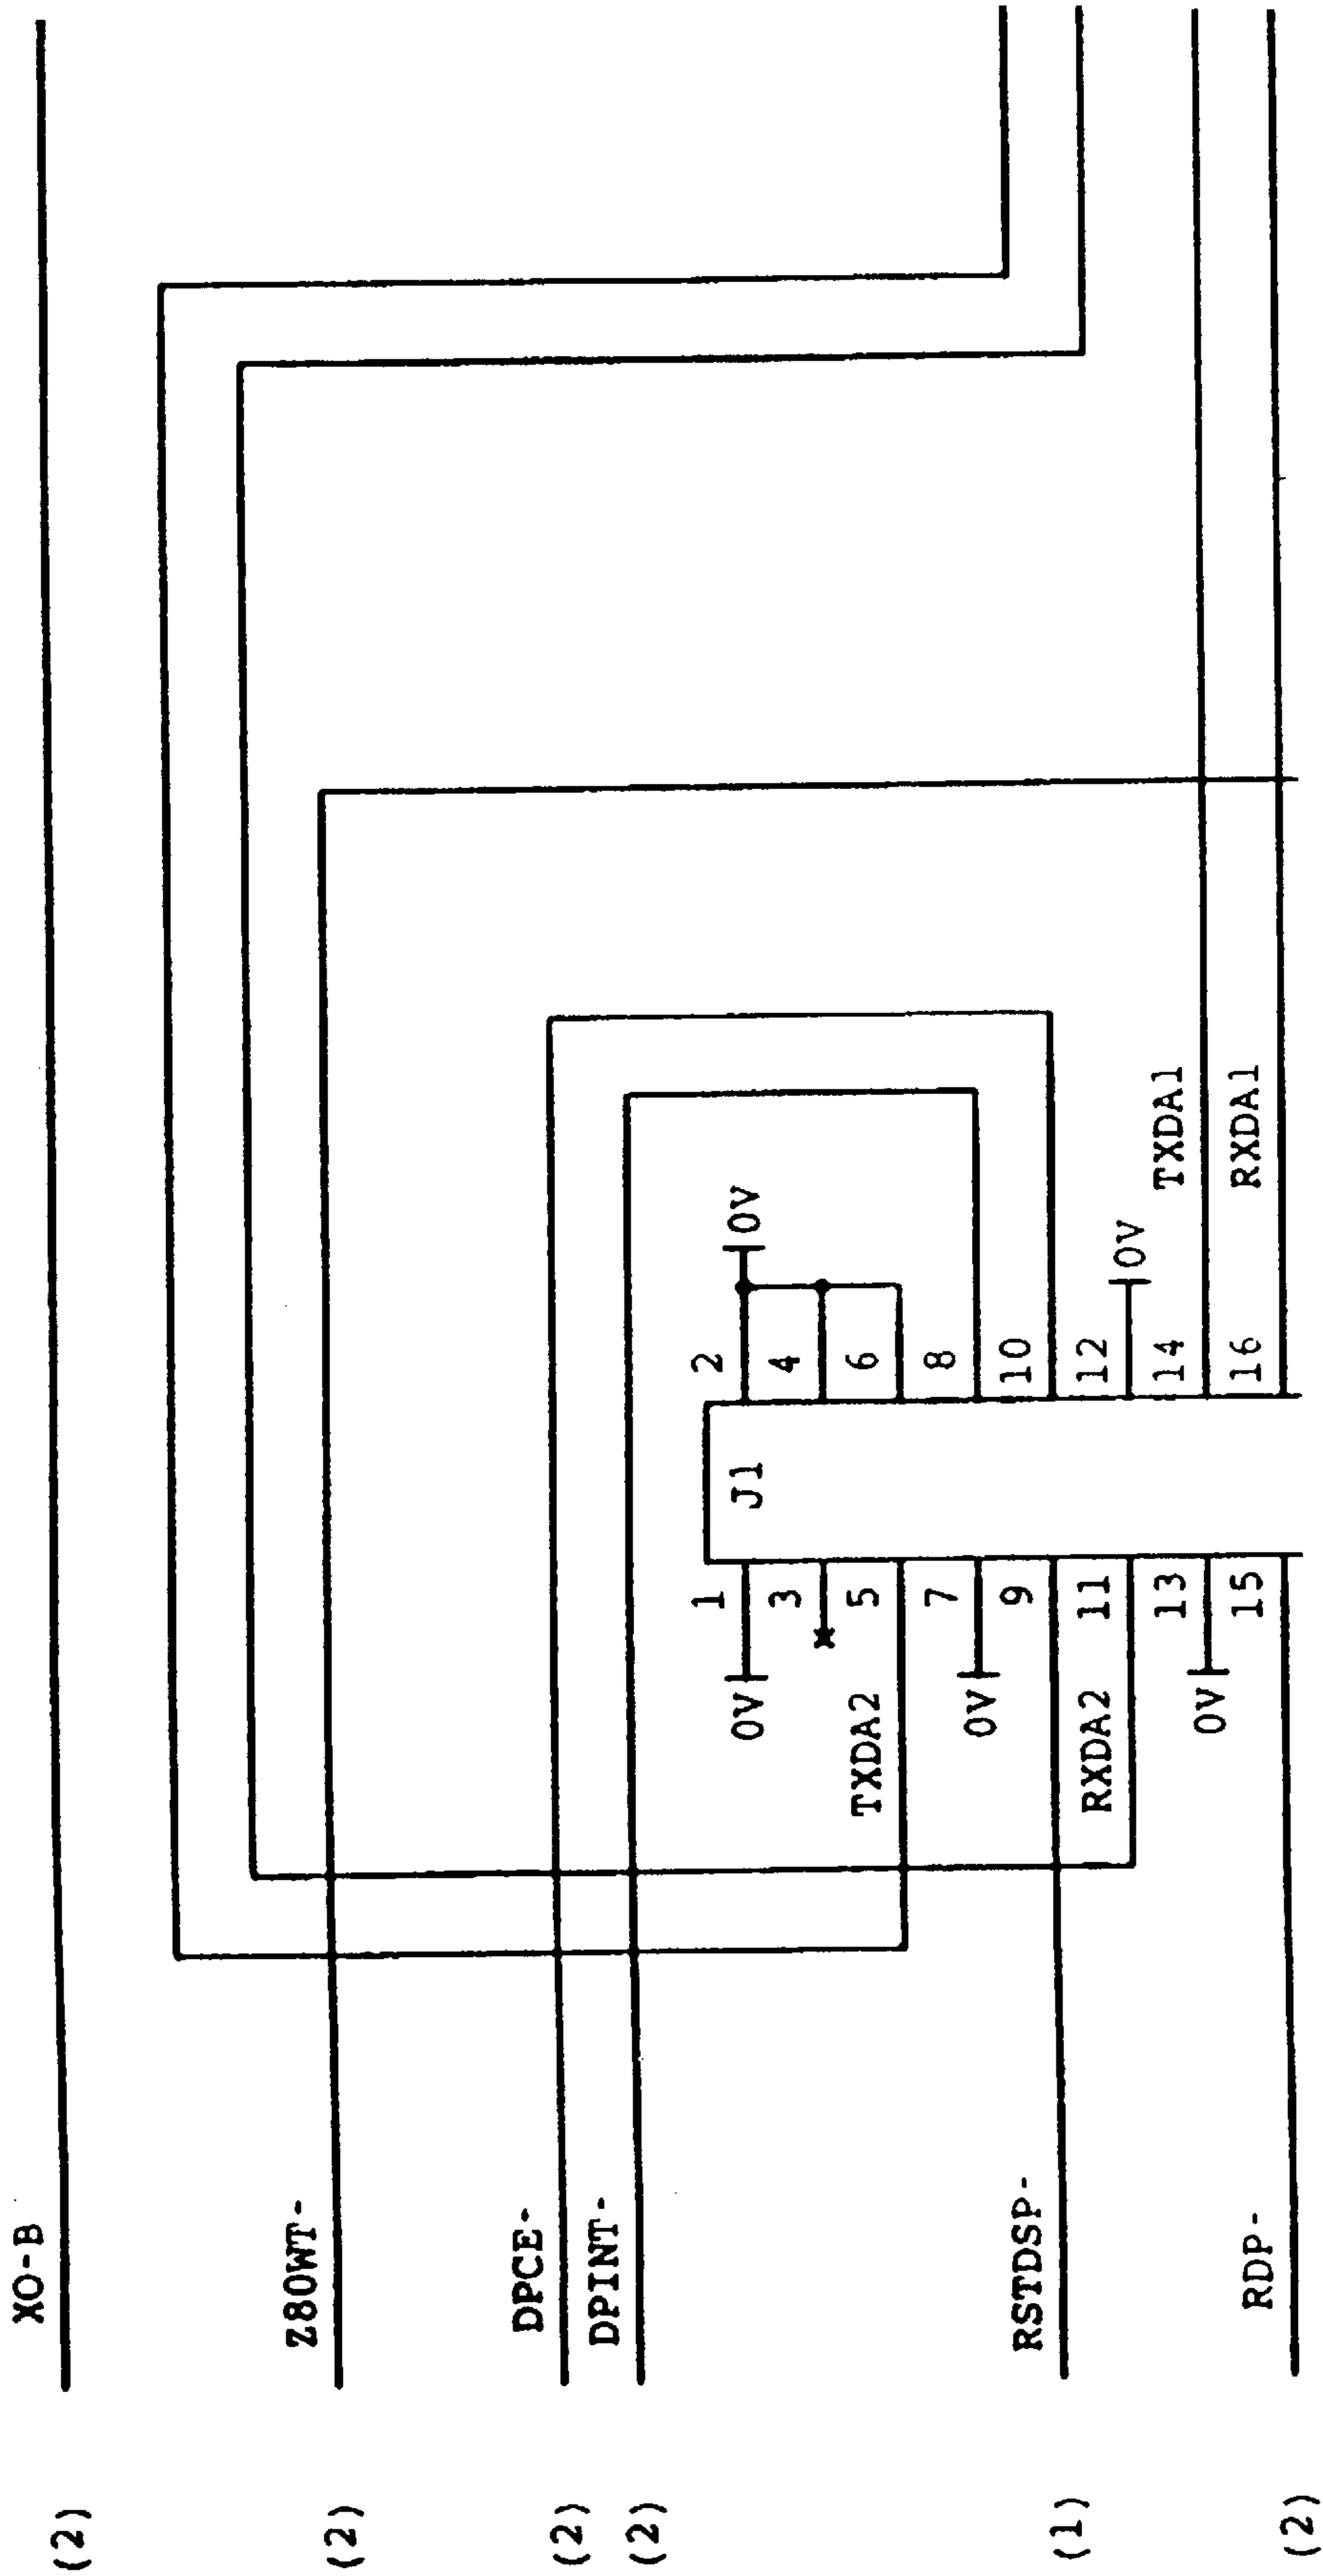 (2) XO-B
(2) Z80WT-
(2) DPCE-
(2) DPINT-
J1
1 2
0V 0V
3 4
5 6
TXDA2
7 8
0V
9 10
(1) RSTDSP-
11 12
RXDA2 0V
13 14
0V TXDA1
15 16
(2) RDP- RXDA1